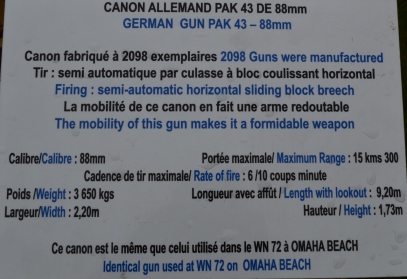 CANON ALLEMAND PAK 43 DE 88mm
GERMAN GUN PAK 43 – 88mm
Canon fabriqué à 2098 exemplaires 2098 Guns were manufactured
Tir : semi automatique par culasse à bloc coulissant horizontal
Firing : semi-automatic horizontal sliding block breech
La mobilité de ce canon en fait une arme redoutable
The mobility of this gun makes it a formidable weapon
Calibre/Calibre : 88mm Portée maximale/ Maximum Range : 15 kms 300
Cadence de tir maximale/ Rate of fire : 6 /10 coups minute
Poids /Weight : 3 650 kgs Longueur avec affût / Length with lookout : 9,20m
Largeur/Width : 2,20m Hauteur / Height : 1,73m
Ce canon est le même que celui utilisé dans le WN 72 à OMAHA BEACH
Identical gun used at WN 72 on OMAHA BEACH